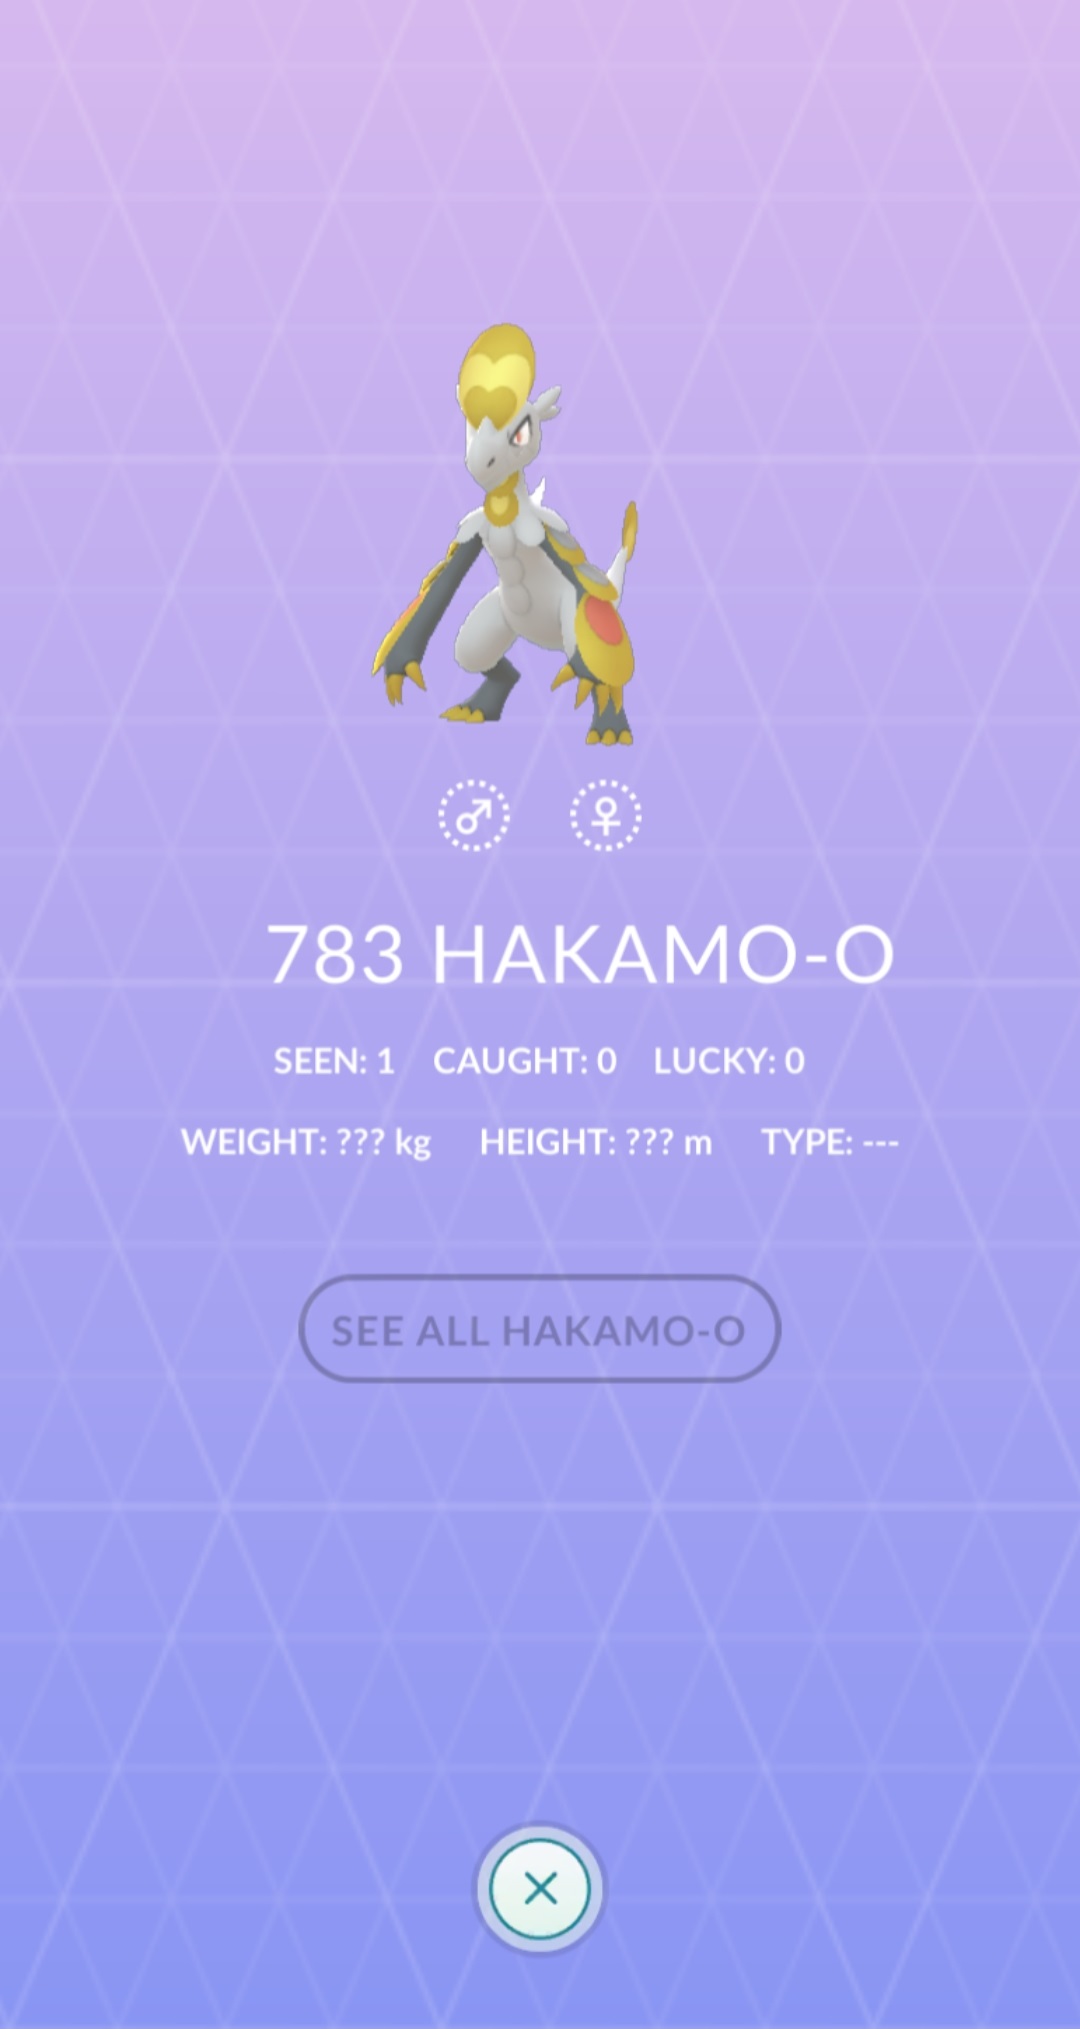 783 HAKAMO-O
SEEN: 1 CAUGHT: 0 LUCKY: 0
WEIGHT: ??? kg HEIGHT: ??? m TYPE: ---
SEE ALL HAKAMO-O